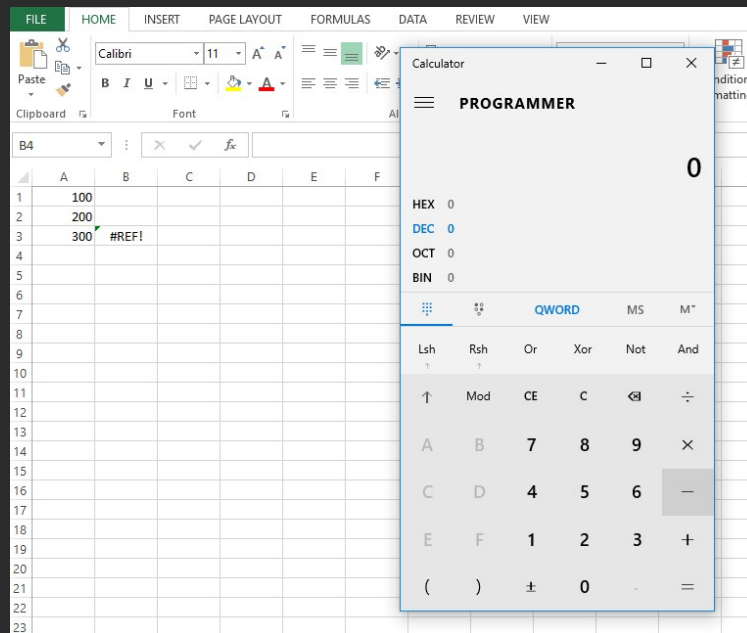 FILE HOME INSERT PAGE LAYOUT FORMULAS DATA REVIEW VIEW
Paste
Calibri 11
B I U A
Clipboard Font Al
ndition
mattin
B4 fx
A B C D E F
1 100
2 200
3 300 #REF!
4
5
6
7
8
9
10
11
12
13
14
15
16
17
18
19
20
21
22
23
Calculator
PROGRAMMER
0
HEX 0
DEC 0
OCT 0
BIN 0
QWORD MS M
Lsh Rsh Or Xor Not And
↑ Mod CE C ÷
A B 7 8 9 ×
C D 4 5 6 −
E F 1 2 3 +
( ) ± 0 . =